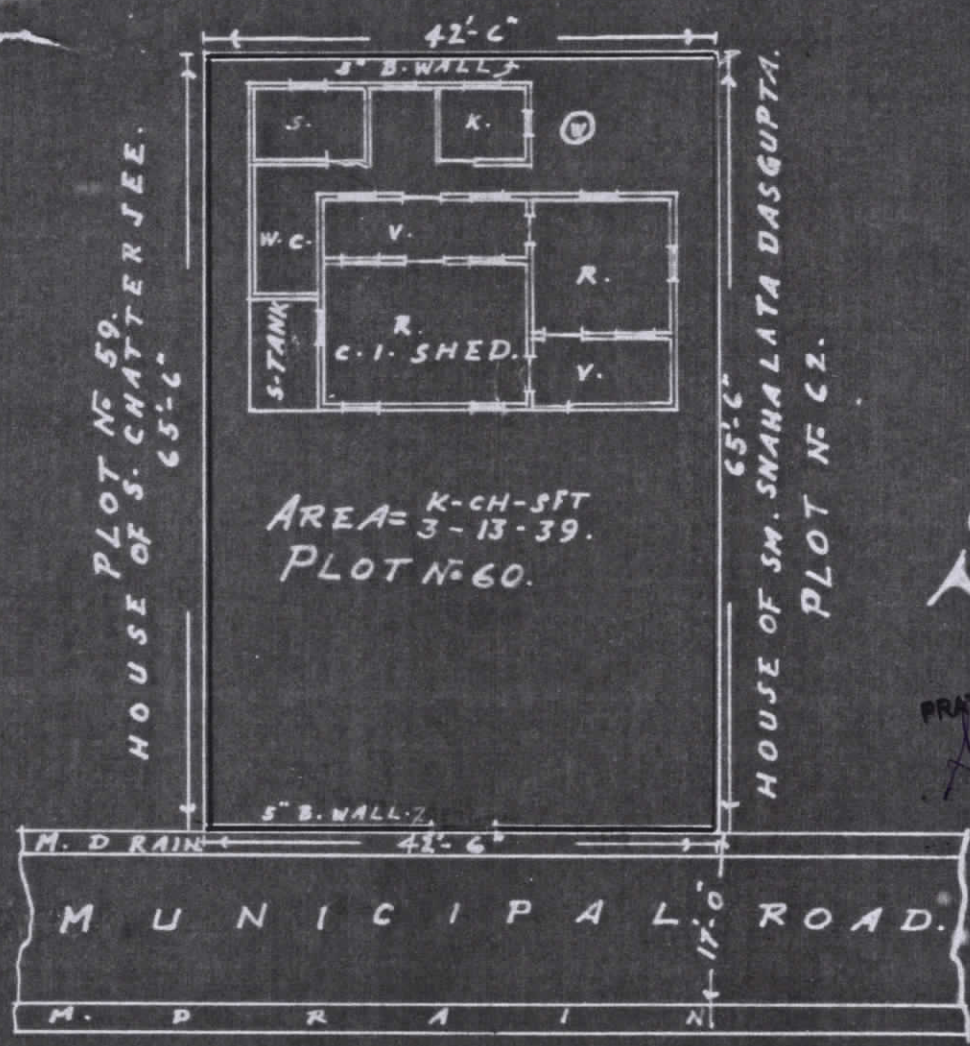 42'-6"
5" B. WALL
S.
K.
W
W. C.
V.
R.
S-TANK
R.
C. I. SHED.
V.
PLOT No 59.
HOUSE OF S. CHATTERJEE.
65'-6"
65'-6"
HOUSE OF SM. SNAHALATA DASGUPTA.
PLOT No 62.
AREA= K-CH-SFT
3-13-39.
PLOT No 60.
5" B. WALL.
M. DRAIN
42'-6"
MUNICIPAL ROAD.
17'-0"
M. DRAIN